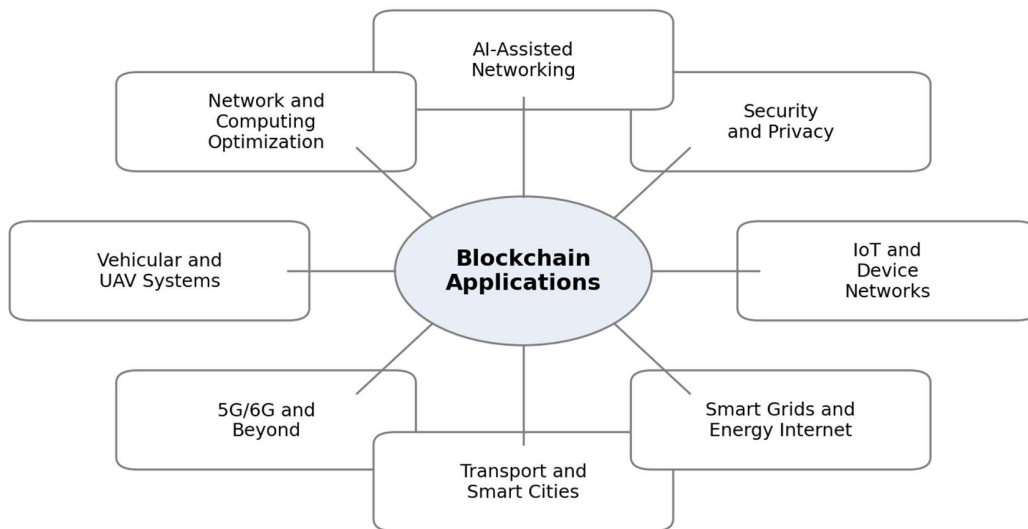 AI-Assisted
Networking
Network and
Computing
Optimization
Security
and Privacy
Vehicular and
UAV Systems
Blockchain
Applications
IoT and
Device
Networks
5G/6G and
Beyond
Smart Grids and
Energy Internet
Transport and
Smart Cities